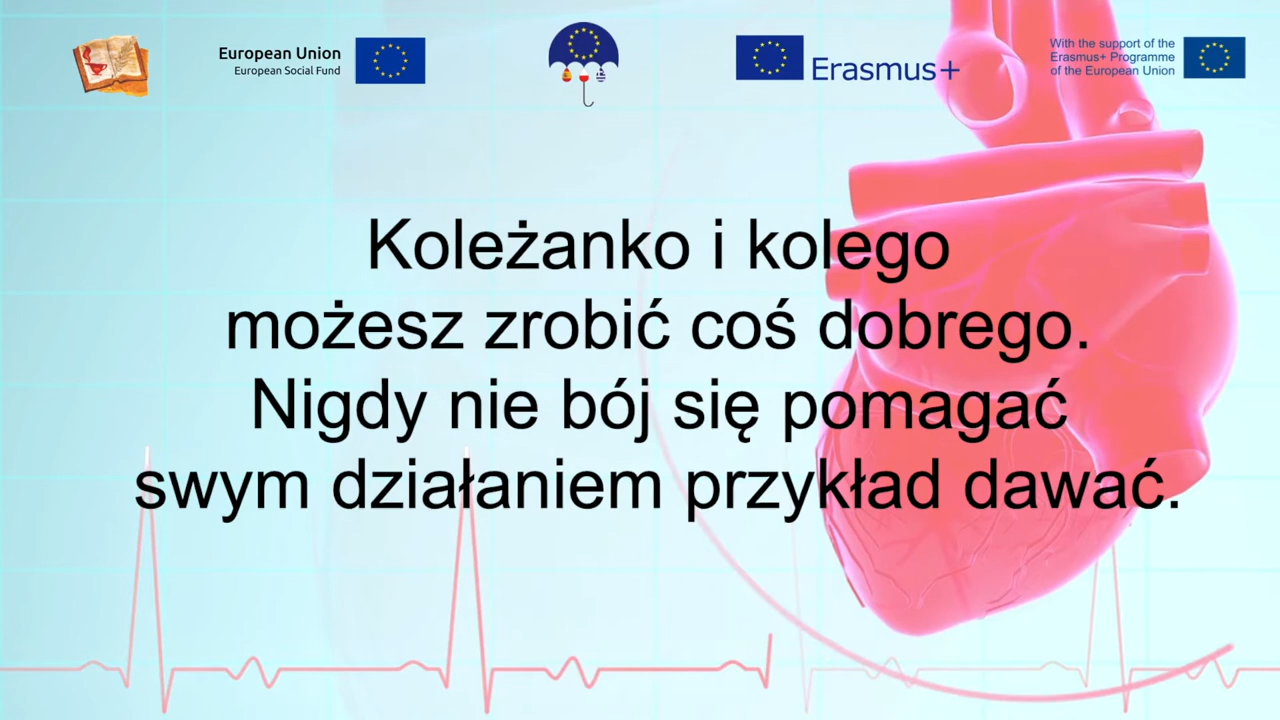 European Union
European Social Fund
Erasmus+
With the support of the
Erasmus+ Programme
of the European Union
Koleżanko i kolego
możesz zrobić coś dobrego.
Nigdy nie bój się pomagać
swym działaniem przykład dawać.